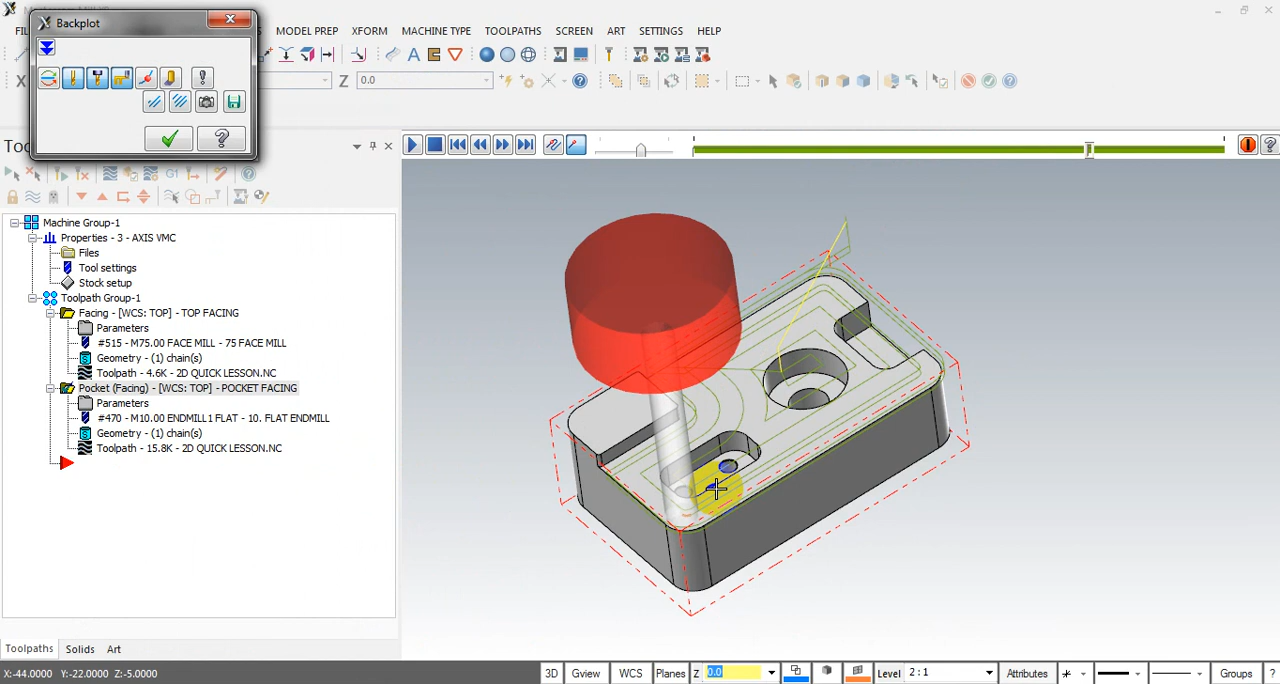 Backplot
MODEL PREP XFORM MACHINE TYPE TOOLPATHS SCREEN ART SETTINGS HELP
X Z 0.0
Machine Group-1
Properties - 3 - AXIS VMC
Files
Tool settings
Stock setup
Toolpath Group-1
Facing - [WCS: TOP] - TOP FACING
Parameters
#515 - M75.00 FACE MILL - 75 FACE MILL
Geometry - (1) chain(s)
Toolpath - 4.6K - 2D QUICK LESSON.NC
Pocket (Facing) - [WCS: TOP] - POCKET FACING
Parameters
#470 - M10.00 ENDMILL1 FLAT - 10. FLAT ENDMILL
Geometry - (1) chain(s)
Toolpath - 15.8K - 2D QUICK LESSON.NC
Toolpaths Solids Art
X:-44.0000 Y:-22.0000 Z:-5.0000 3D Gview WCS Planes Z 0.0 Level 2 : 1 Attributes Groups ?